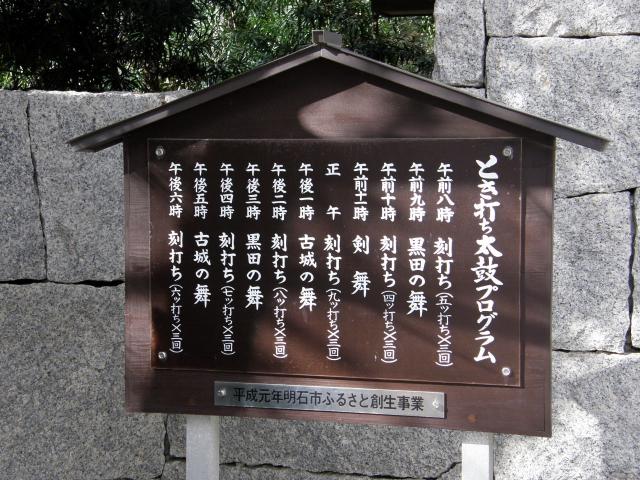 とき打ち太鼓プログラム
午前八時 刻打ち(五ッ打ち×三回)
午前九時 黒田の舞
午前十時 刻打ち(四ッ打ち×三回)
午前十一時 剣舞
正午 刻打ち(九ッ打ち×三回)
午後一時 古城の舞
午後二時 刻打ち(八ッ打ち×三回)
午後三時 黒田の舞
午後四時 刻打ち(七ッ打ち×三回)
午後五時 古城の舞
午後六時 刻打ち(六ッ打ち×三回)
平成元年明石市ふるさと創生事業